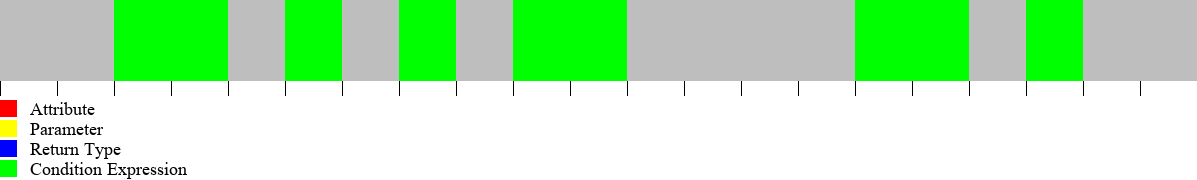 Attribute
Parameter
Return Type
Condition Expression